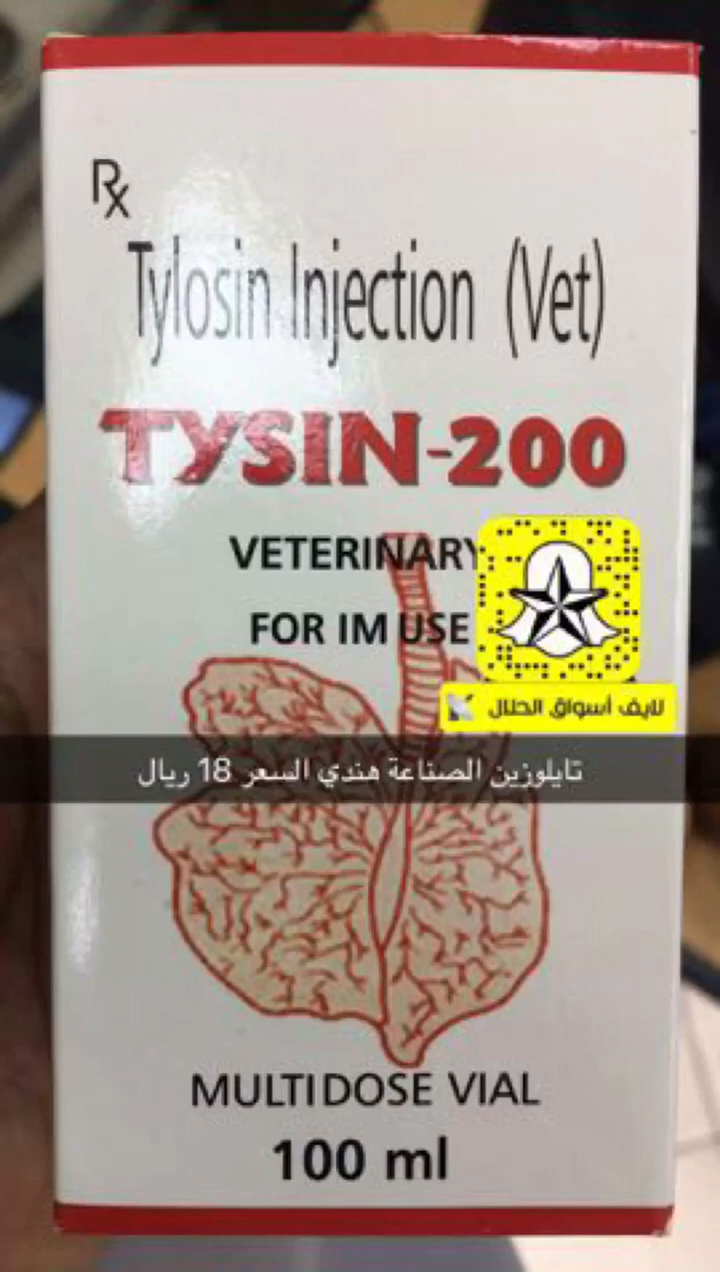 Rx
Tylosin Injection (Vet)
TYSIN-200
VETERINARY
FOR IM USE
لايف أسواق الحلال
تايلوزين الصناعة هندي السعر 18 ريال
MULTIDOSE VIAL
100 ml